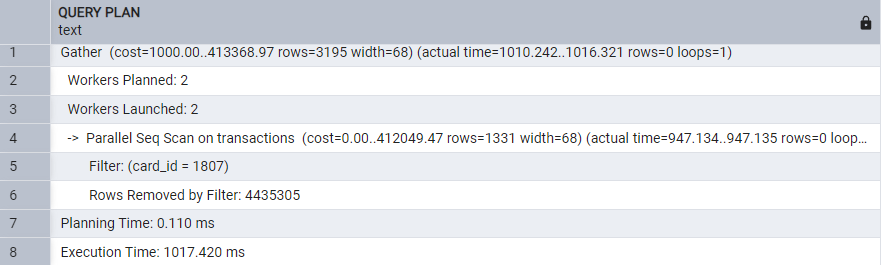 QUERY PLAN
text
1 Gather (cost=1000.00..413368.97 rows=3195 width=68) (actual time=1010.242..1016.321 rows=0 loops=1)
2 Workers Planned: 2
3 Workers Launched: 2
4 -> Parallel Seq Scan on transactions (cost=0.00..412049.47 rows=1331 width=68) (actual time=947.134..947.135 rows=0 loop...
5 Filter: (card_id = 1807)
6 Rows Removed by Filter: 4435305
7 Planning Time: 0.110 ms
8 Execution Time: 1017.420 ms